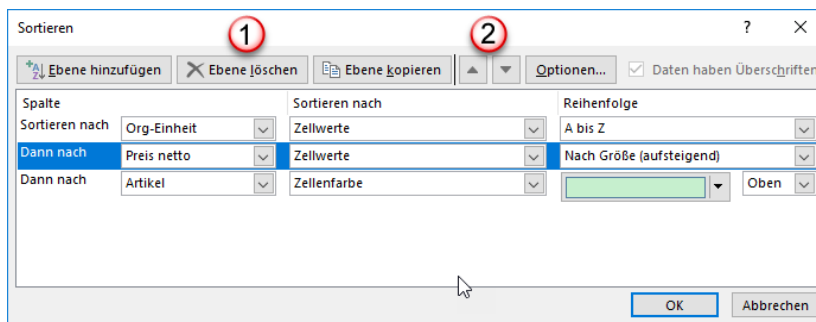 Sortieren ? ×
1 2
Ebene hinzufügen Ebene löschen Ebene kopieren Optionen... Daten haben Überschriften
Spalte Sortieren nach Reihenfolge
Sortieren nach Org-Einheit Zellwerte A bis Z
Dann nach Preis netto Zellwerte Nach Größe (aufsteigend)
Dann nach Artikel Zellenfarbe Oben
OK Abbrechen